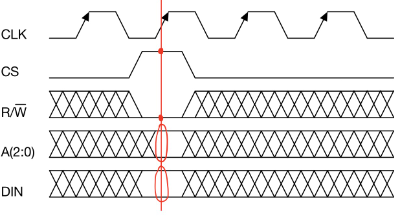 CLK
CS
R/W̅
A(2:0)
DIN